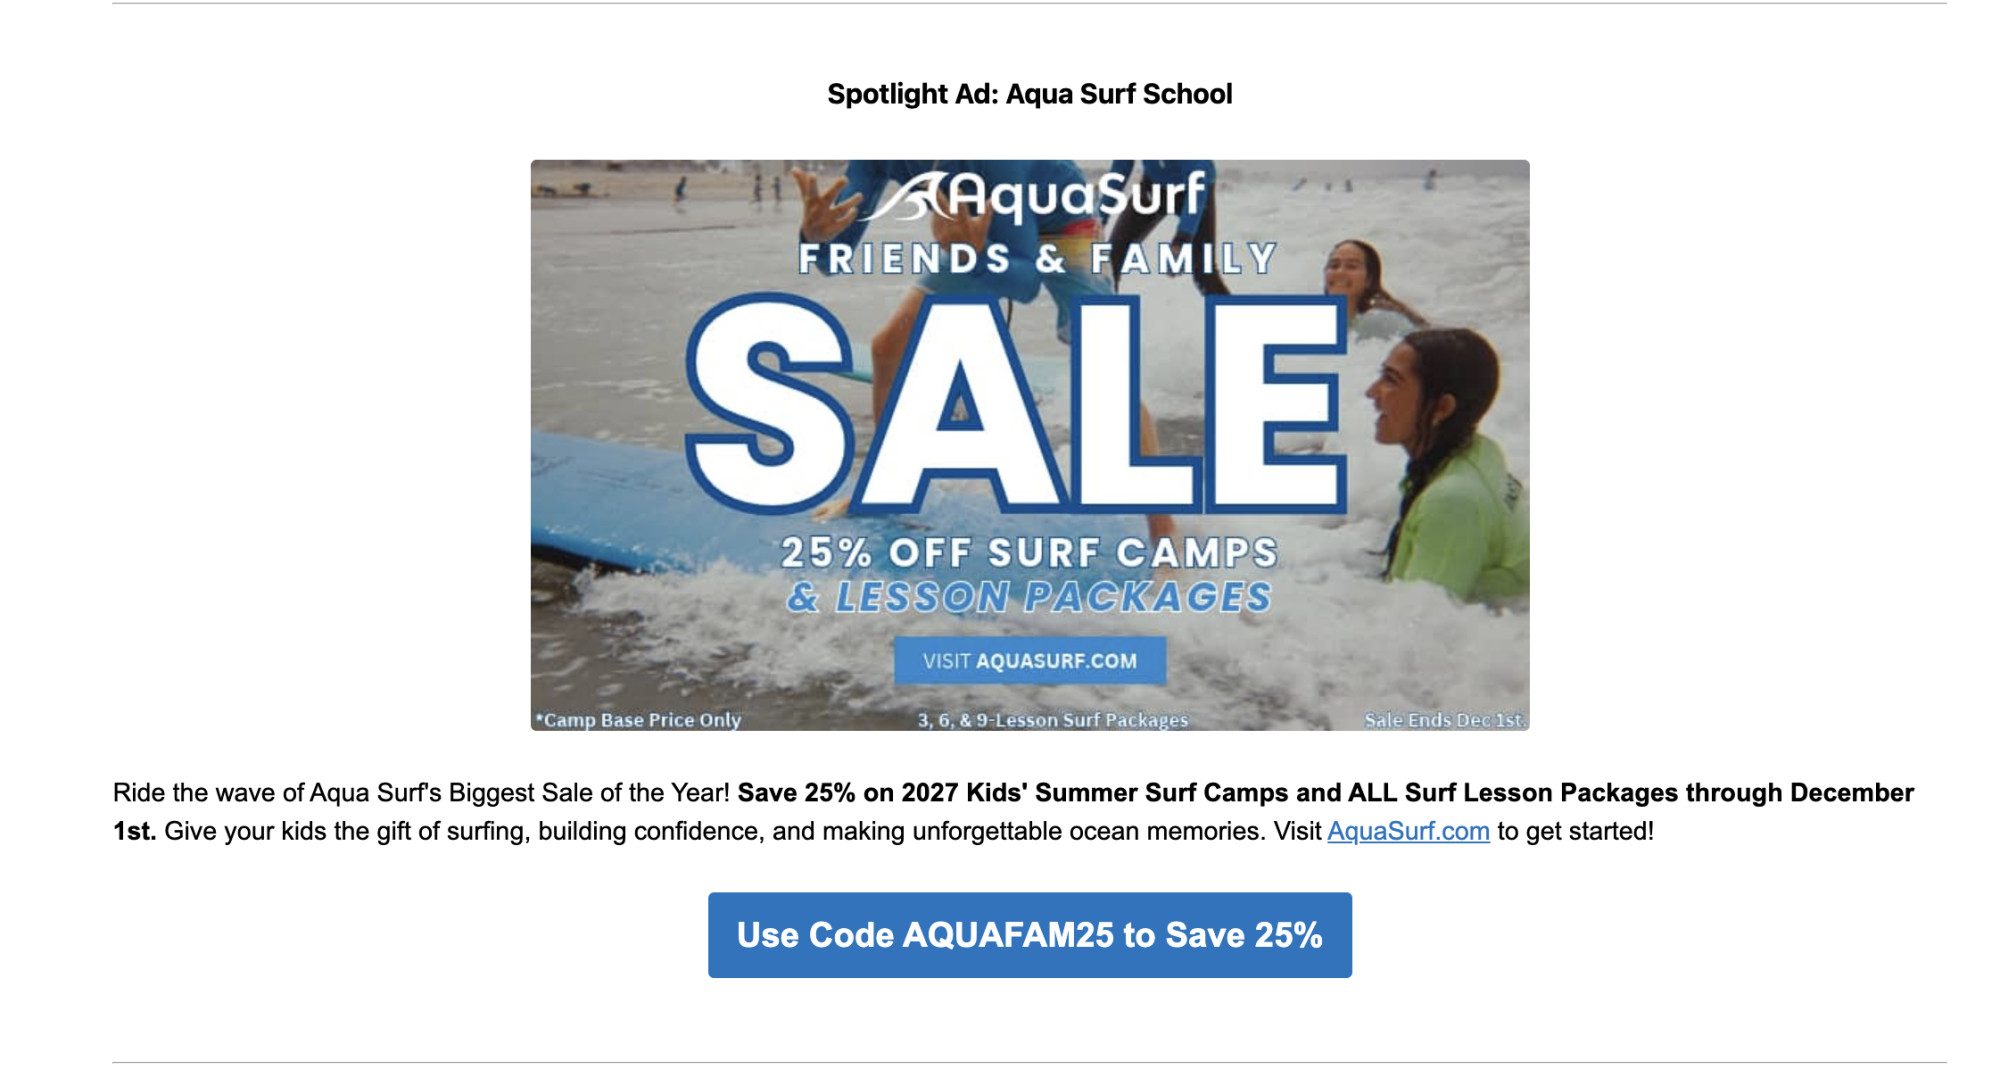 Spotlight Ad: Aqua Surf School
AquaSurf
FRIENDS & FAMILY
SALE
25% OFF SURF CAMPS
& LESSON PACKAGES
VISIT AQUASURF.COM
*Camp Base Price Only
3, 6, & 9-Lesson Surf Packages
Sale Ends Dec 1st.
Ride the wave of Aqua Surf's Biggest Sale of the Year! Save 25% on 2027 Kids' Summer Surf Camps and ALL Surf Lesson Packages through December
1st. Give your kids the gift of surfing, building confidence, and making unforgettable ocean memories. Visit AquaSurf.com to get started!
Use Code AQUAFAM25 to Save 25%